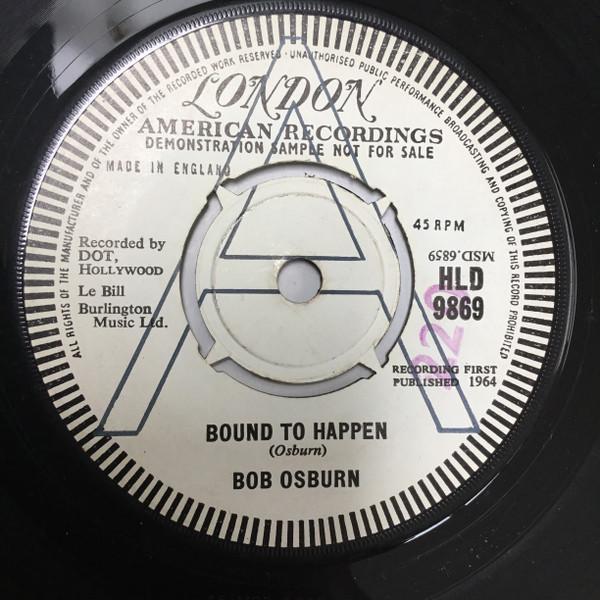 ALL RIGHTS OF THE MANUFACTURER AND OF THE OWNER OF THE RECORDED WORK RESERVED · UNAUTHORISED PUBLIC PERFORMANCE BROADCASTING AND COPYING OF THIS RECORD PROHIBITED
LONDON
AMERICAN RECORDINGS
DEMONSTRATION SAMPLE NOT FOR SALE
MADE IN ENGLAND
A
45 RPM
Recorded by
DOT,
HOLLYWOOD
Le Bill
Burlington
Music Ltd.
MSD.6859
HLD
9869
RECORDING FIRST
PUBLISHED 1964
BOUND TO HAPPEN
(Osburn)
BOB OSBURN